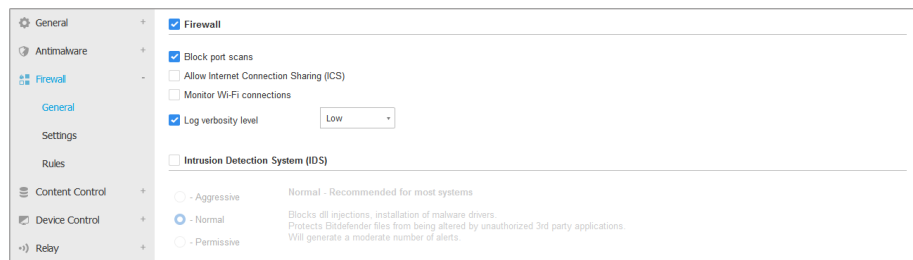 General +
Antimalware +
Firewall -
General
Settings
Rules
Content Control +
Device Control +
Relay +
Firewall
Block port scans
Allow Internet Connection Sharing (ICS)
Monitor Wi-Fi connections
Log verbosity level Low
Intrusion Detection System (IDS)
- Aggressive
- Normal
- Permissive
Normal - Recommended for most systems
Blocks dll injections, installation of malware drivers.
Protects Bitdefender files from being altered by unauthorized 3rd party applications.
Will generate a moderate number of alerts.